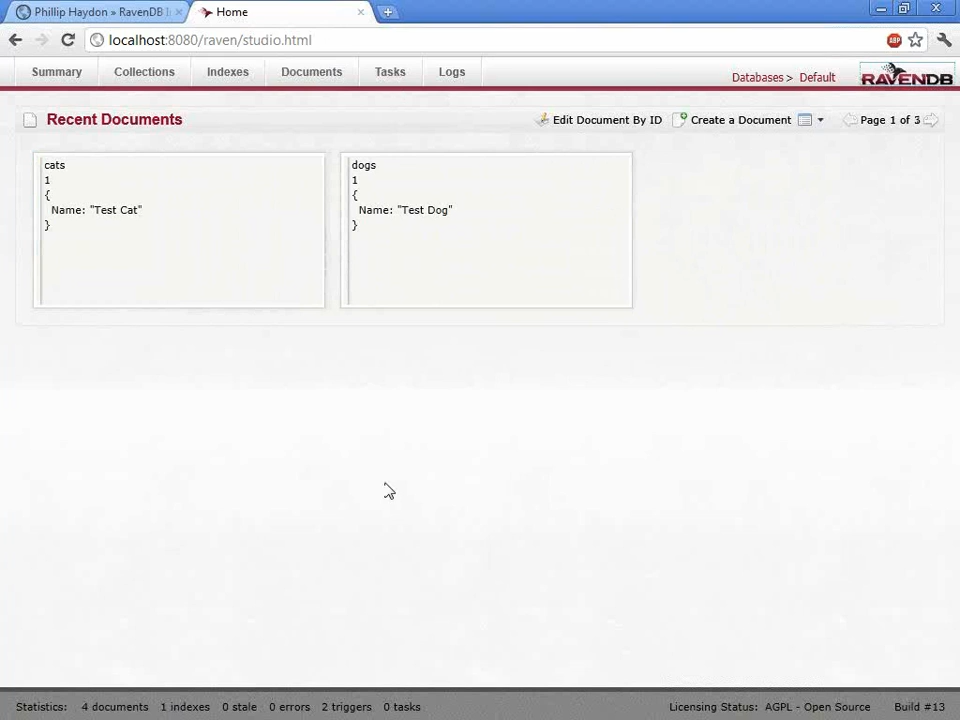 Phillip Haydon » RavenDB
Home
localhost:8080/raven/studio.html
ABP
Summary
Collections
Indexes
Documents
Tasks
Logs
Databases >
Default
RAVENDB
Recent Documents
Edit Document By ID
Create a Document
Page 1 of 3
cats
1
{
Name: "Test Cat"
}
dogs
1
{
Name: "Test Dog"
}
Statistics:
4 documents
1 indexes
0 stale
0 errors
2 triggers
0 tasks
Licensing Status:
AGPL - Open Source
Build #13